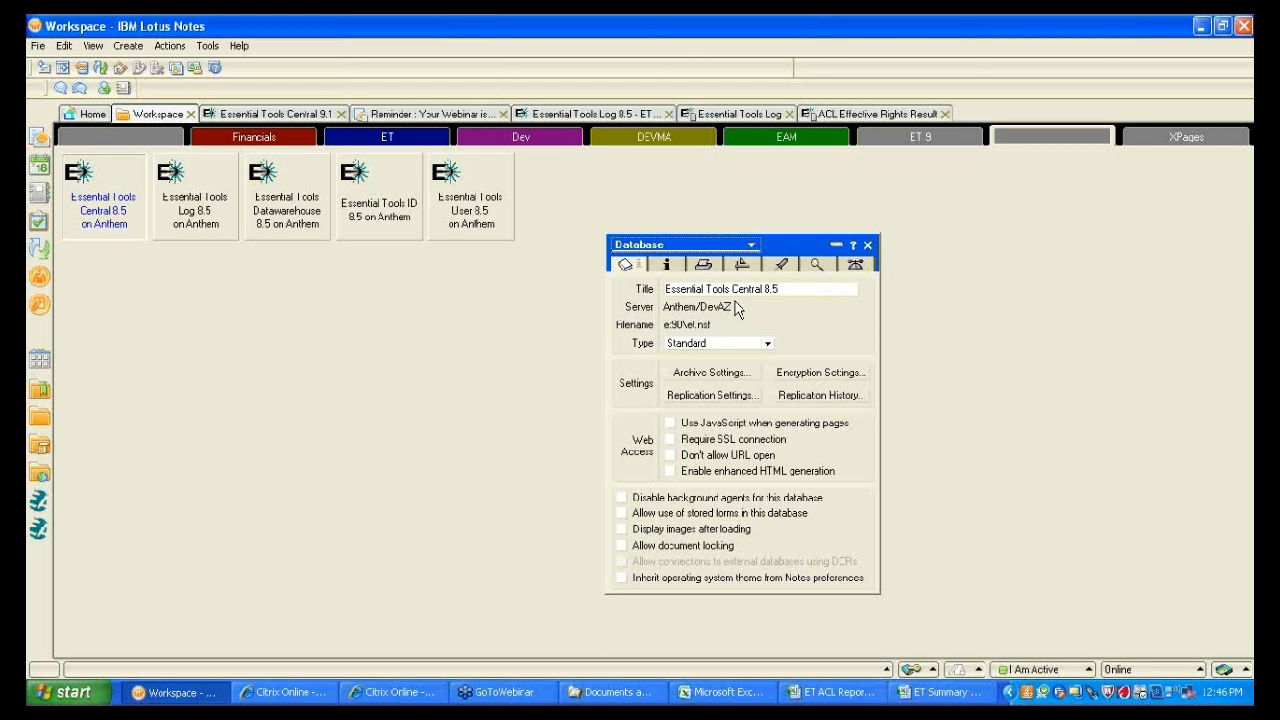 Workspace - IBM Lotus Notes
File Edit View Create Actions Tools Help
Home Workspace Essential Tools Central 9.1 Reminder : Your Webinar is... Essential Tools Log 8.5 - ET ... Essential Tools Log ACL Effective Rights Result
Financials ET Dev DEVMA EAM ET 9 XPages
18
Essential Tools Central 8.5 on Anthem
Essential Tools Log 8.5 on Anthem
Essential Tools Datawarehouse 8.5 on Anthem
Essential Tools ID 8.5 on Anthem
Essential Tools User 8.5 on Anthem
Database
Title Essential Tools Central 8.5
Server Anthem/DevAZ
Filename
Type Standard
Settings
Archive Settings... Encryption Settings...
Replication Settings... Replication History...
Web Access
Use JavaScript when generating pages
Require SSL connection
Don't allow URL open
Enable enhanced HTML generation
Disable background agents for this database
Allow use of stored forms in this database
Display images after loading
Allow document locking
Allow connections to external databases using DCRs
Inherit operating system theme from Notes preferences
I Am Active Online
start Workspace - ... Citrix Online -... Citrix Online -... GoToWebinar Documents a... Microsoft Exc... ET ACL Repor... ET Summary ... 12:46 PM